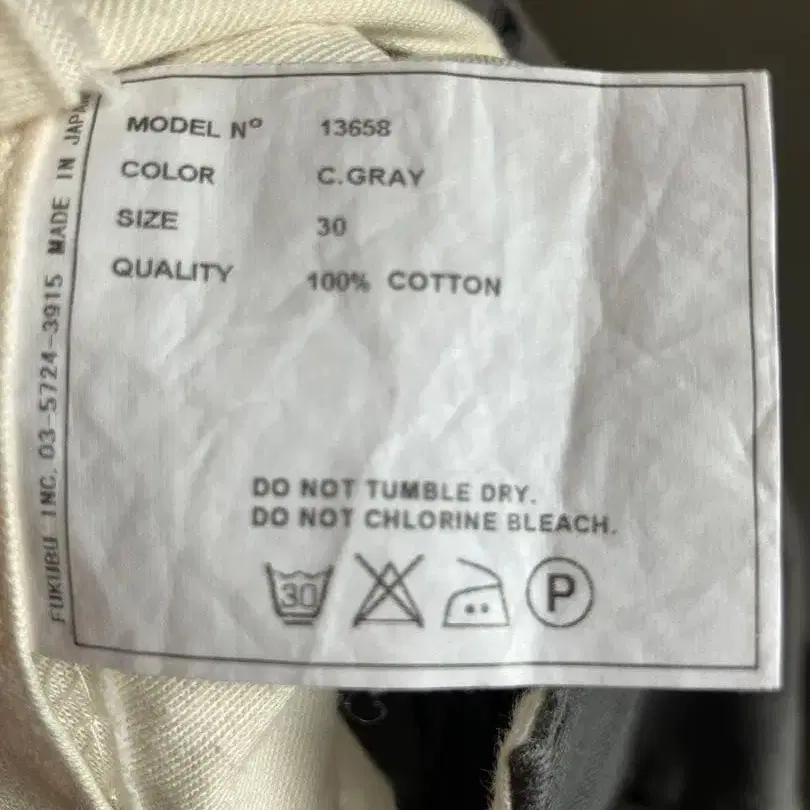 MODEL Nº 13658
COLOR C.GRAY
SIZE 30
QUALITY 100% COTTON
DO NOT TUMBLE DRY.
DO NOT CHLORINE BLEACH.
30 P
FUKUBU INC. 03-5724-3915 MADE IN JAPAN